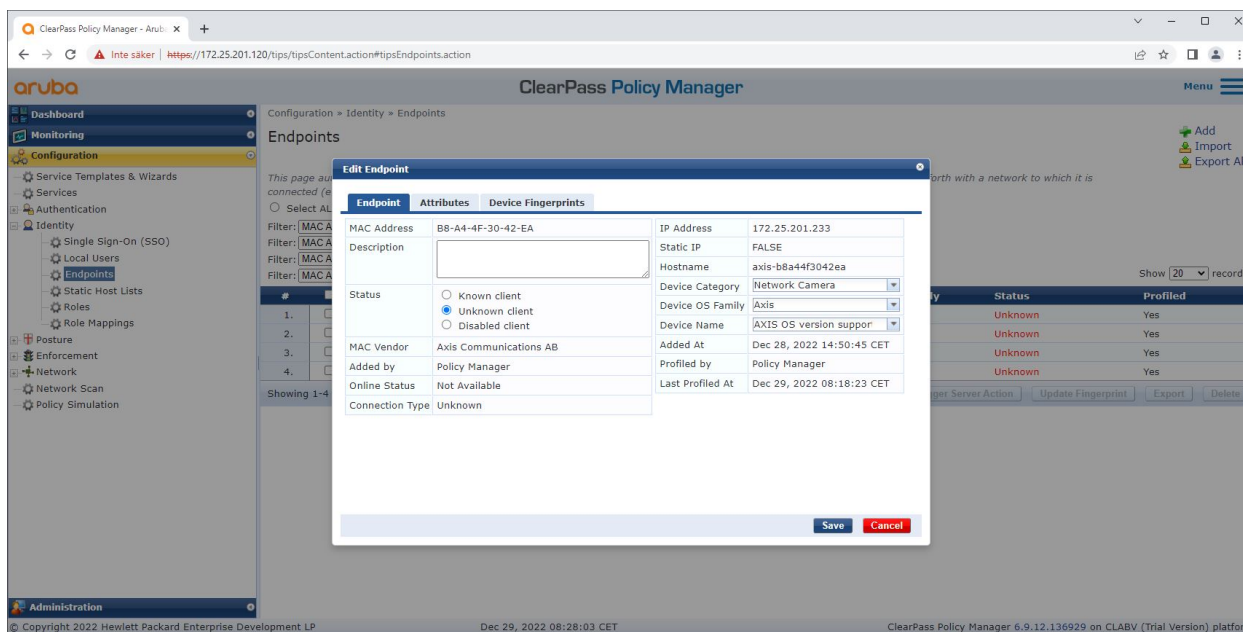 ClearPass Policy Manager - Arub
Inte säker | https://172.25.201.120/tips/tipsContent.action#tipsEndpoints.action
aruba
ClearPass Policy Manager
Menu
Dashboard
Monitoring
Configuration
Service Templates & Wizards
Services
Authentication
Identity
Single Sign-On (SSO)
Local Users
Endpoints
Static Host Lists
Roles
Role Mappings
Posture
Enforcement
Network
Network Scan
Policy Simulation
Administration
Configuration » Identity » Endpoints
Endpoints
Add
Import
Export Al
This page au
orth with a network to which it is
connected (e
Select AL
Filter: MAC A
Filter: MAC A
Filter: MAC A
Filter: MAC A
Show 20 record
# ly Status Profiled
1. Unknown Yes
2. Unknown Yes
3. Unknown Yes
4. Unknown Yes
Showing 1-4
ger Server Action Update Fingerprint Export Delete
Edit Endpoint
Endpoint Attributes Device Fingerprints
MAC Address B8-A4-4F-30-42-EA
Description
Status
Known client
Unknown client
Disabled client
MAC Vendor Axis Communications AB
Added by Policy Manager
Online Status Not Available
Connection Type Unknown
IP Address 172.25.201.233
Static IP FALSE
Hostname axis-b8a44f3042ea
Device Category Network Camera
Device OS Family Axis
Device Name AXIS OS version suppor
Added At Dec 28, 2022 14:50:45 CET
Profiled by Policy Manager
Last Profiled At Dec 29, 2022 08:18:23 CET
Save Cancel
© Copyright 2022 Hewlett Packard Enterprise Development LP Dec 29, 2022 08:28:03 CET ClearPass Policy Manager 6.9.12.136929 on CLABV (Trial Version) platfor